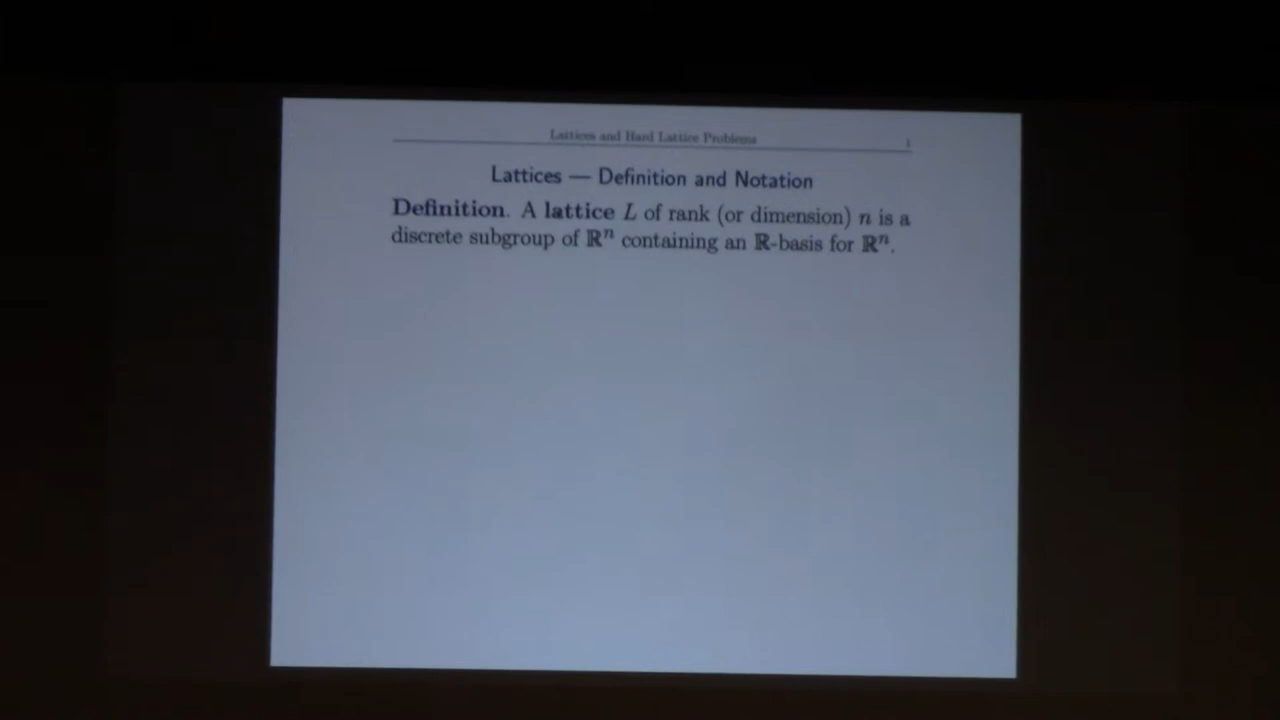 Lattices and Hard Lattice Problems 1
Lattices — Definition and Notation
Definition. A lattice L of rank (or dimension) n is a
discrete subgroup of ℝⁿ containing an ℝ-basis for ℝⁿ.